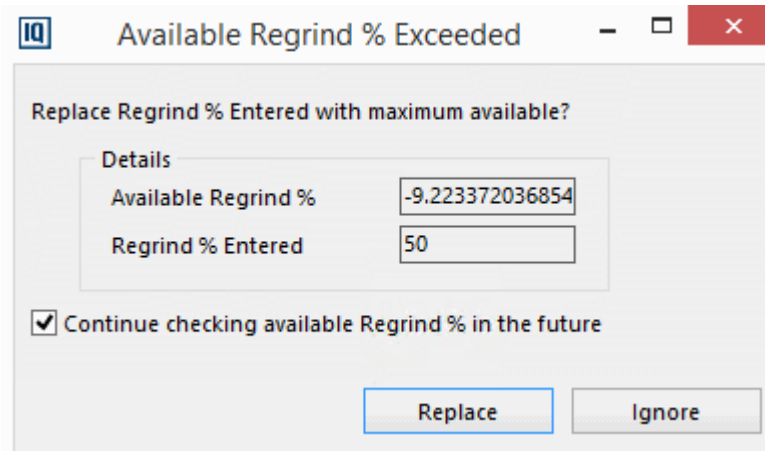 IQ
Available Regrind % Exceeded
Replace Regrind % Entered with maximum available?
Details
Available Regrind % -9.223372036854
Regrind % Entered 50
Continue checking available Regrind % in the future
Replace Ignore